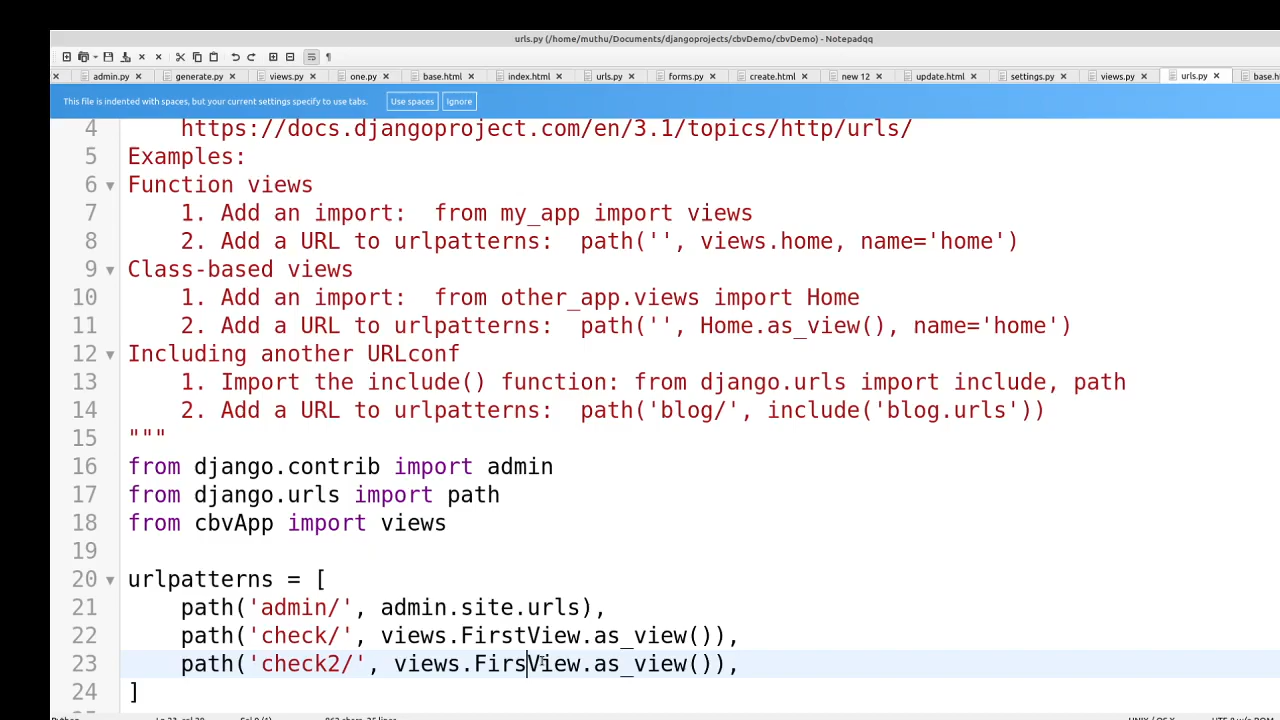 urls.py (/home/muthu/Documents/djangoprojects/cbvDemo/cbvDemo) - Notepadqq
admin.py generate.py views.py one.py base.html index.html urls.py forms.py create.html new 12 update.html settings.py views.py urls.py
This file is indented with spaces, but your current settings specify to use tabs. Use spaces Ignore
4 https://docs.djangoproject.com/en/3.1/topics/http/urls/
5 Examples:
6 Function views
7 1. Add an import:  from my_app import views
8 2. Add a URL to urlpatterns:  path('', views.home, name='home')
9 Class-based views
10 1. Add an import:  from other_app.views import Home
11 2. Add a URL to urlpatterns:  path('', Home.as_view(), name='home')
12 Including another URLconf
13 1. Import the include() function: from django.urls import include, path
14 2. Add a URL to urlpatterns:  path('blog/', include('blog.urls'))
15 """
16 from django.contrib import admin
17 from django.urls import path
18 from cbvApp import views
19
20 urlpatterns = [
21 path('admin/', admin.site.urls),
22 path('check/', views.FirstView.as_view()),
23 path('check2/', views.FirsView.as_view()),
24 ]